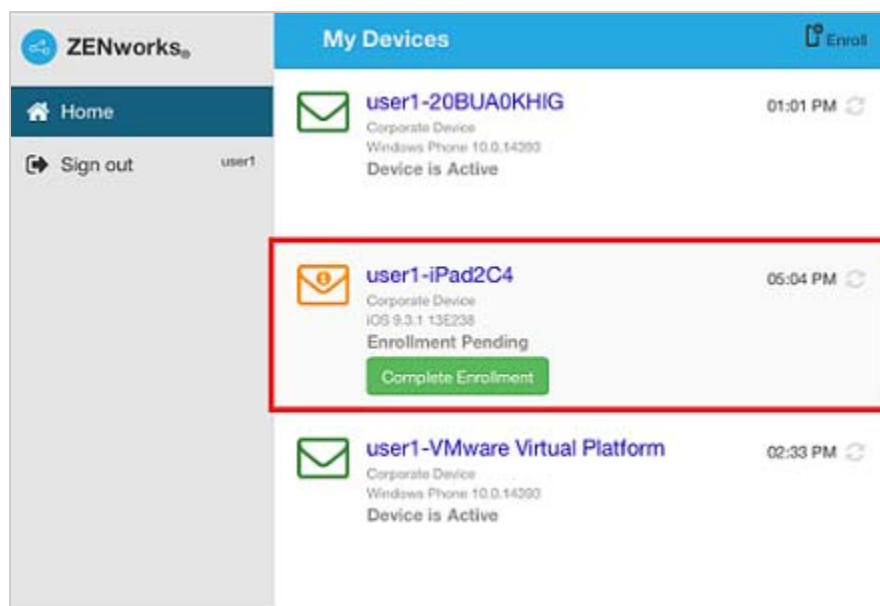 ZENworks®
My Devices
Enroll
Home
Sign out
user1
user1-20BUA0KHIG
01:01 PM
Corporate Device
Windows Phone 10.0.14393
Device is Active
user1-iPad2C4
05:04 PM
Corporate Device
iOS 9.3.1 13E238
Enrollment Pending
Complete Enrollment
user1-VMware Virtual Platform
02:33 PM
Corporate Device
Windows Phone 10.0.14393
Device is Active